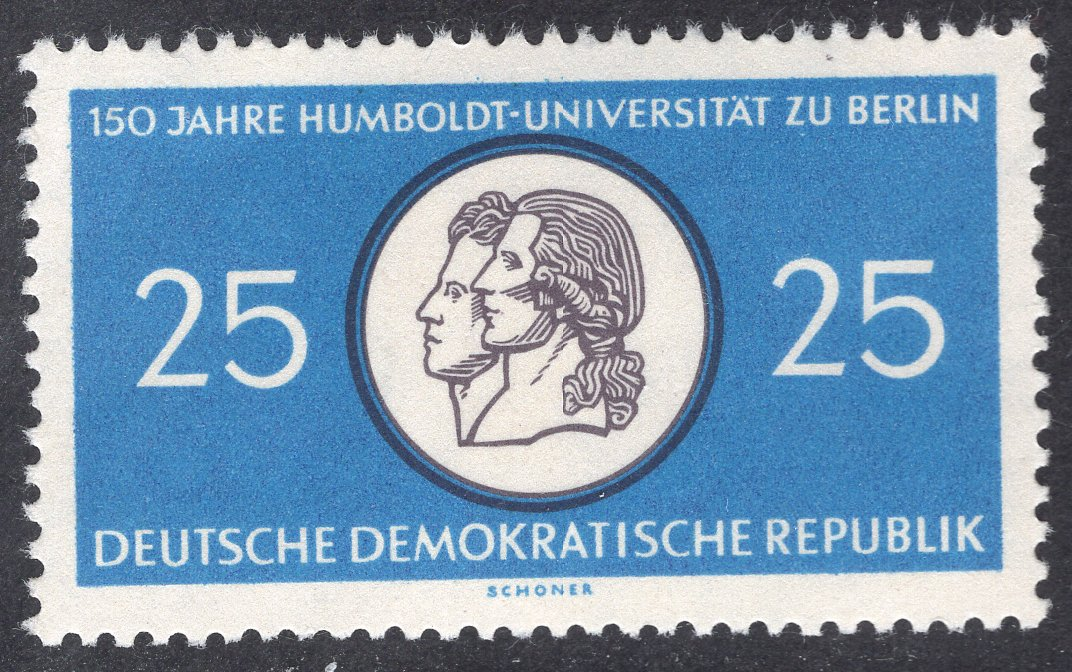 150 JAHRE HUMBOLDT-UNIVERSITÄT ZU BERLIN
25 25
DEUTSCHE DEMOKRATISCHE REPUBLIK
SCHONER